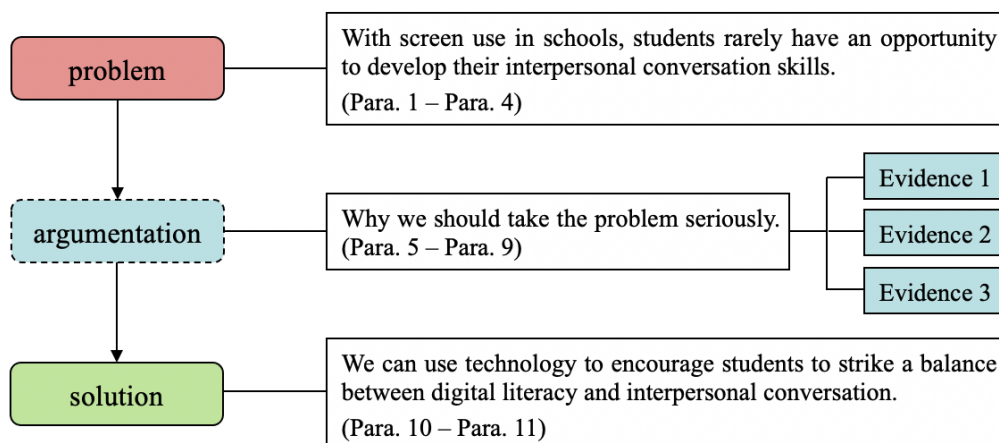 problem
With screen use in schools, students rarely have an opportunity
to develop their interpersonal conversation skills.
(Para. 1 – Para. 4)
argumentation
Why we should take the problem seriously.
(Para. 5 – Para. 9)
Evidence 1
Evidence 2
Evidence 3
solution
We can use technology to encourage students to strike a balance
between digital literacy and interpersonal conversation.
(Para. 10 – Para. 11)